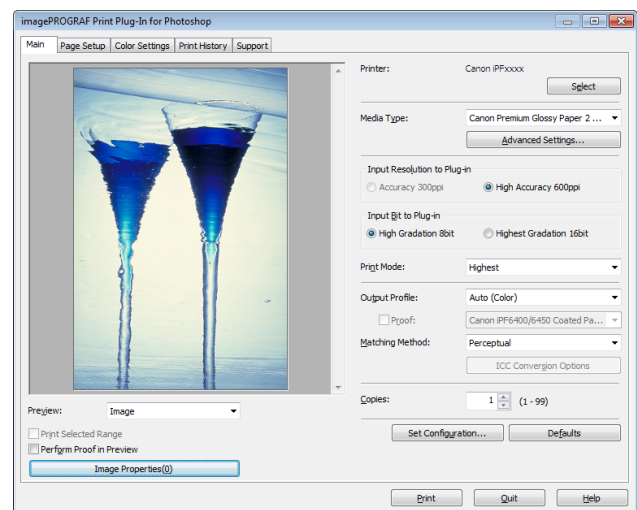 imagePROGRAF Print Plug-In for Photoshop
Main Page Setup Color Settings Print History Support
Printer: Canon iPFxxxx
Select
Media Type: Canon Premium Glossy Paper 2 ...
Advanced Settings...
Input Resolution to Plug-in
Accuracy 300ppi High Accuracy 600ppi
Input Bit to Plug-in
High Gradation 8bit Highest Gradation 16bit
Print Mode: Highest
Output Profile: Auto (Color)
Proof: Canon iPF6400/6450 Coated Pa...
Matching Method: Perceptual
ICC Conversion Options
Copies: 1 (1 - 99)
Preview: Image
Print Selected Range
Perform Proof in Preview
Image Properties(0)
Set Configuration... Defaults
Print Quit Help